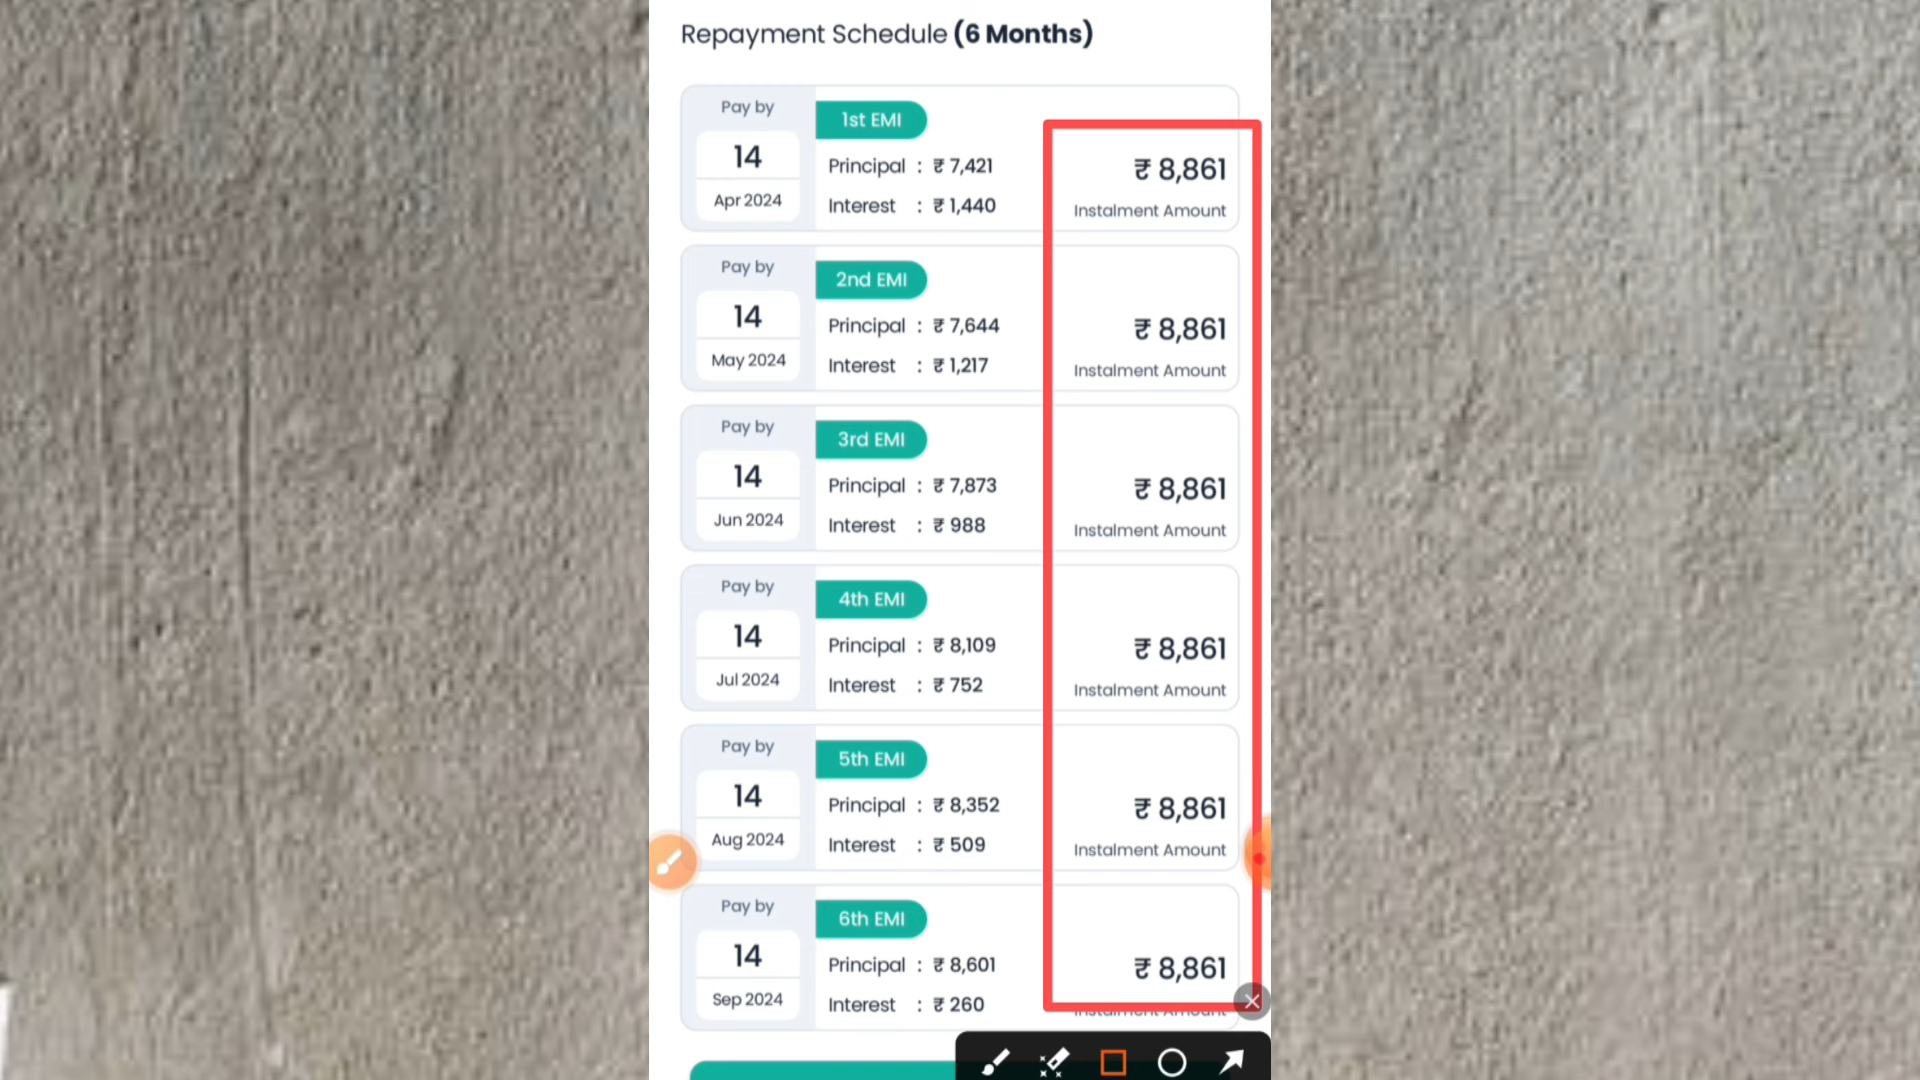 Repayment Schedule (6 Months)
Pay by
1st EMI
14
Apr 2024
Principal : ₹ 7,421
Interest : ₹ 1,440
₹ 8,861
Instalment Amount
Pay by
2nd EMI
14
May 2024
Principal : ₹ 7,644
Interest : ₹ 1,217
₹ 8,861
Instalment Amount
Pay by
3rd EMI
14
Jun 2024
Principal : ₹ 7,873
Interest : ₹ 988
₹ 8,861
Instalment Amount
Pay by
4th EMI
14
Jul 2024
Principal : ₹ 8,109
Interest : ₹ 752
₹ 8,861
Instalment Amount
Pay by
5th EMI
14
Aug 2024
Principal : ₹ 8,352
Interest : ₹ 509
₹ 8,861
Instalment Amount
Pay by
6th EMI
14
Sep 2024
Principal : ₹ 8,601
Interest : ₹ 260
₹ 8,861
Instalment Amount